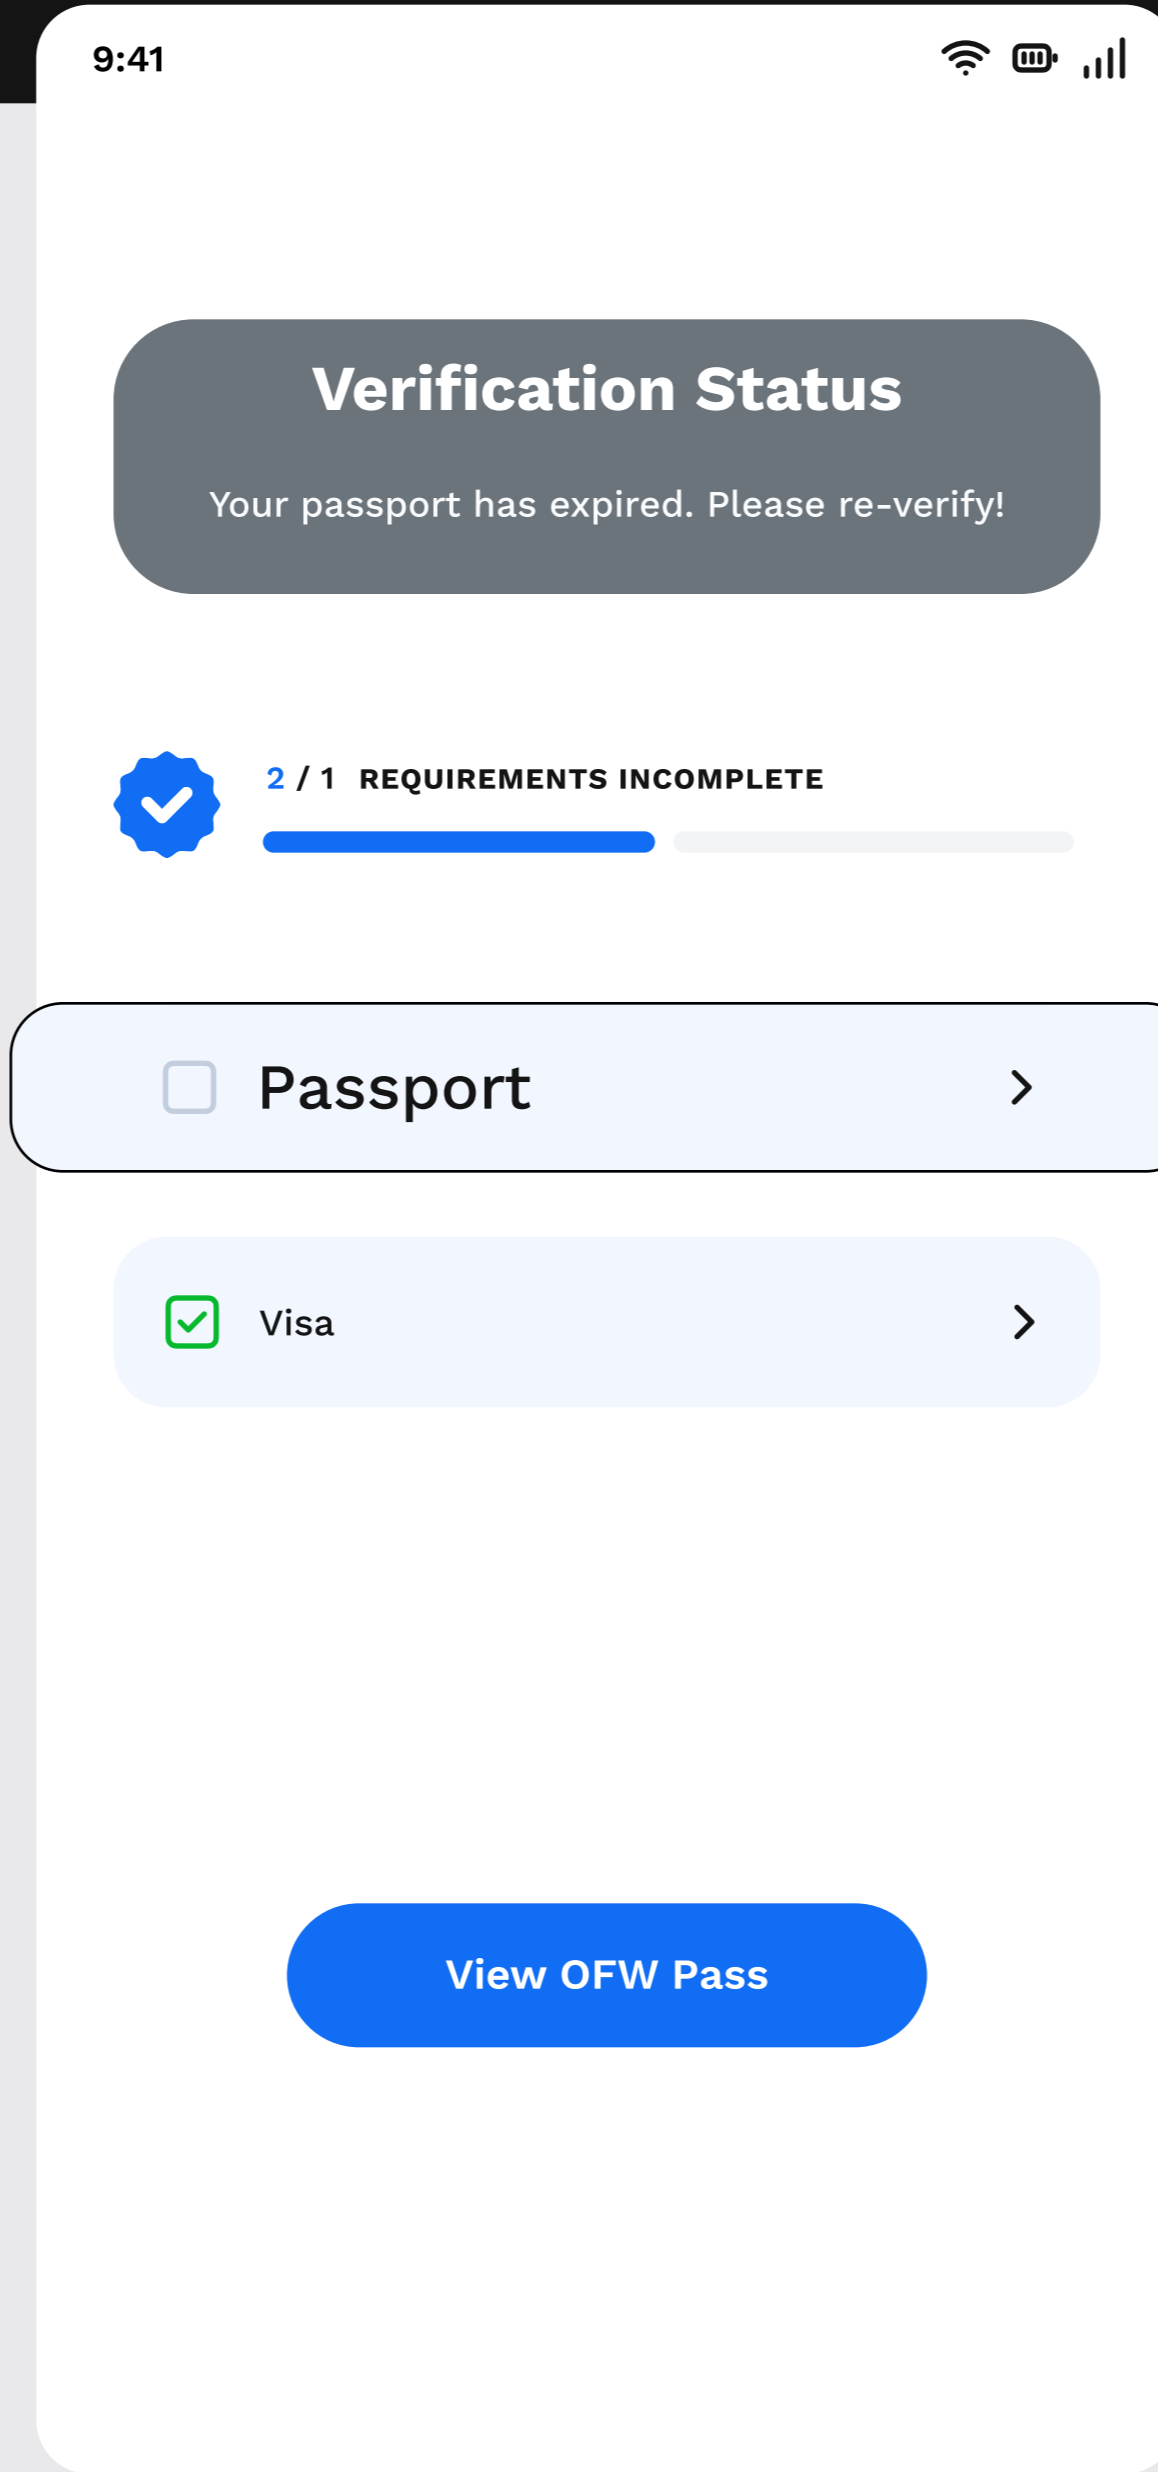 9:41
Verification Status
Your passport has expired. Please re-verify!
2 / 1 REQUIREMENTS INCOMPLETE
Passport
Visa
View OFW Pass